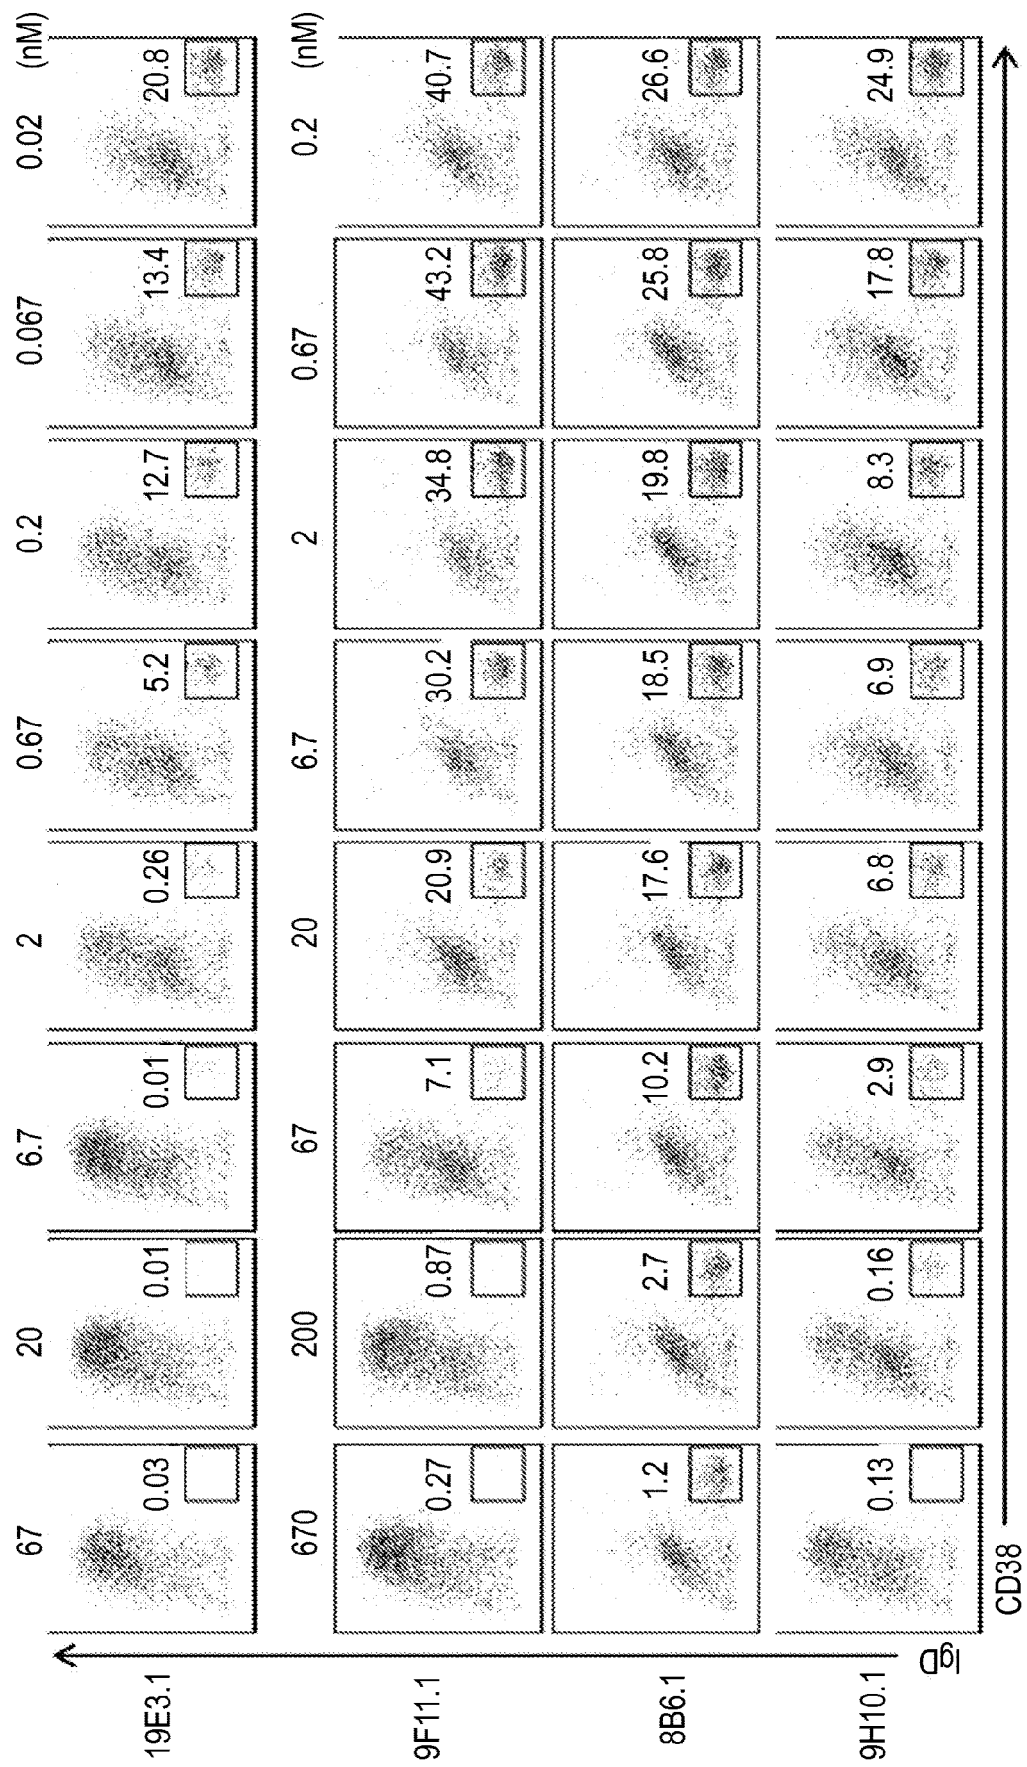 67 20 6.7 2 0.67 0.2 0.067 0.02 (nM)
19E3.1 0.03 0.01 0.01 0.26 5.2 12.7 13.4 20.8
670 200 67 20 6.7 2 0.67 0.2 (nM)
9F11.1 0.27 0.87 7.1 20.9 30.2 34.8 43.2 40.7
8B6.1 1.2 2.7 10.2 17.6 18.5 19.8 25.8 26.6
9H10.1 0.13 0.16 2.9 6.8 6.9 8.3 17.8 24.9
IgD
CD38